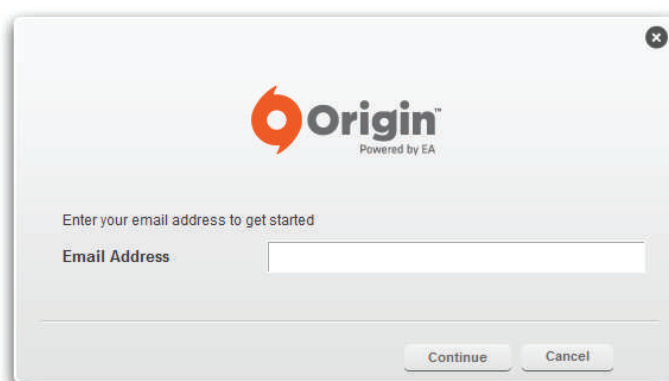 Origin™
Powered by EA
Enter your email address to get started
Email Address
Continue Cancel